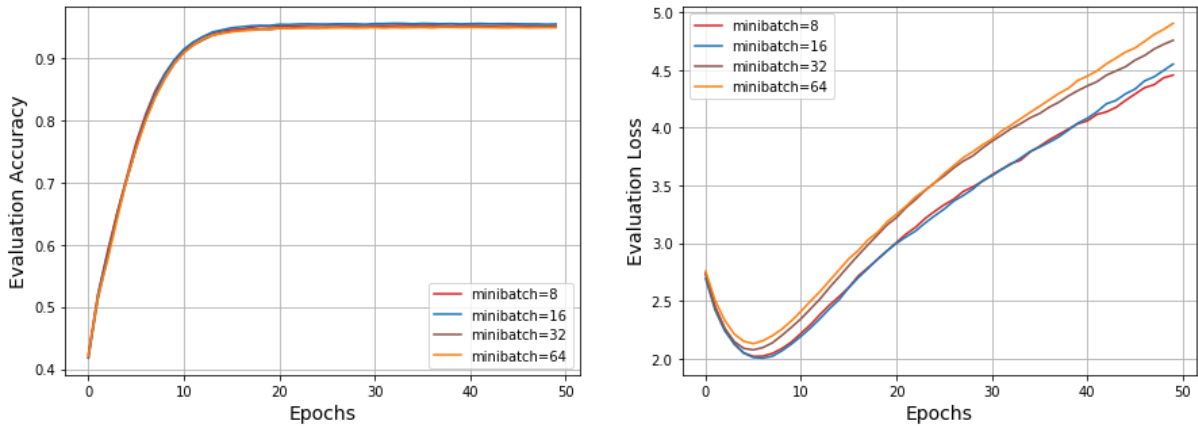 Evaluation Accuracy
0.9
0.8
0.7
0.6
0.5
0.4
0
10
20
30
40
50
Epochs
minibatch=8
minibatch=16
minibatch=32
minibatch=64
Evaluation Loss
5.0
4.5
4.0
3.5
3.0
2.5
2.0
0
10
20
30
40
50
Epochs
minibatch=8
minibatch=16
minibatch=32
minibatch=64